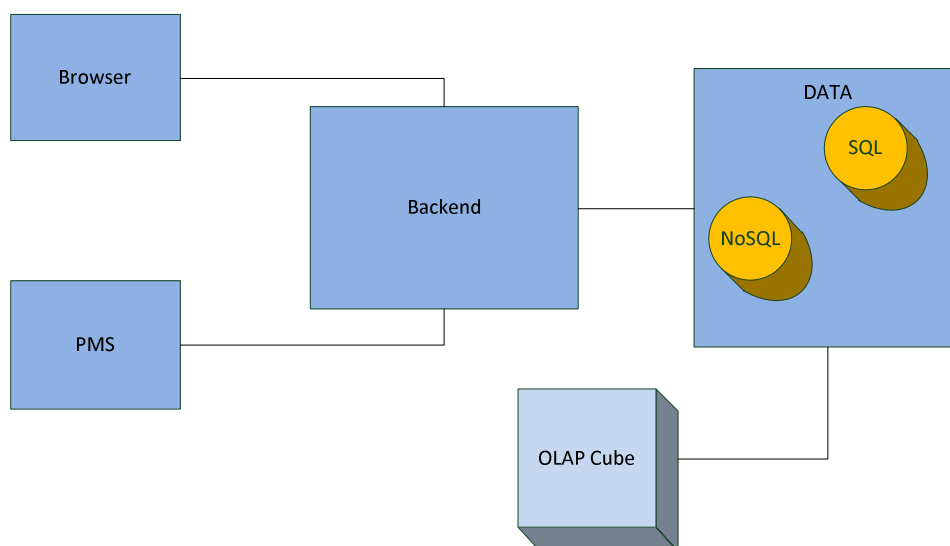 Browser
DATA
SQL
Backend
NoSQL
PMS
OLAP Cube